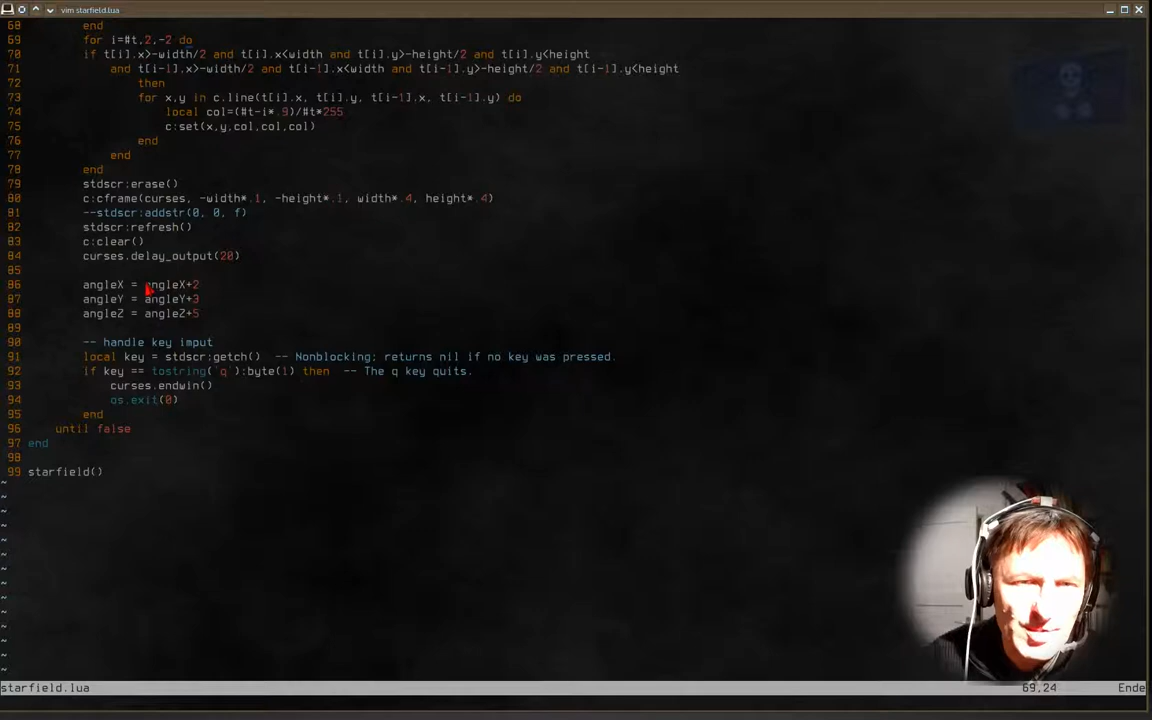 vim starfield.lua
68 end
69 for i=#t,2,-2 do
70 if t[i].x>-width/2 and t[i].x<width and t[i].y>-height/2 and t[i].y<height
71 and t[i-1].x>-width/2 and t[i-1].x<width and t[i-1].y>-height/2 and t[i-1].y<height
72 then
73 for x,y in c.line(t[i].x, t[i].y, t[i-1].x, t[i-1].y) do
74 local col=(#t-i*.9)/#t*255
75 c:set(x,y,col,col,col)
76 end
77 end
78 end
79 stdscr:erase()
80 c:cframe(curses, -width*.1, -height*.1, width*.4, height*.4)
81 --stdscr:addstr(0, 0, f)
82 stdscr:refresh()
83 c:clear()
84 curses.delay_output(20)
85
86 angleX = angleX+2
87 angleY = angleY+3
88 angleZ = angleZ+5
89
90 -- handle key imput
91 local key = stdscr:getch() -- Nonblocking; returns nil if no key was pressed.
92 if key == tostring('q'):byte(1) then -- The q key quits.
93 curses.endwin()
94 os.exit(0)
95 end
96 until false
97 end
98
99 starfield()
~
~
~
~
~
~
~
~
~
~
~
~
~
~
starfield.lua 69,24 Ende